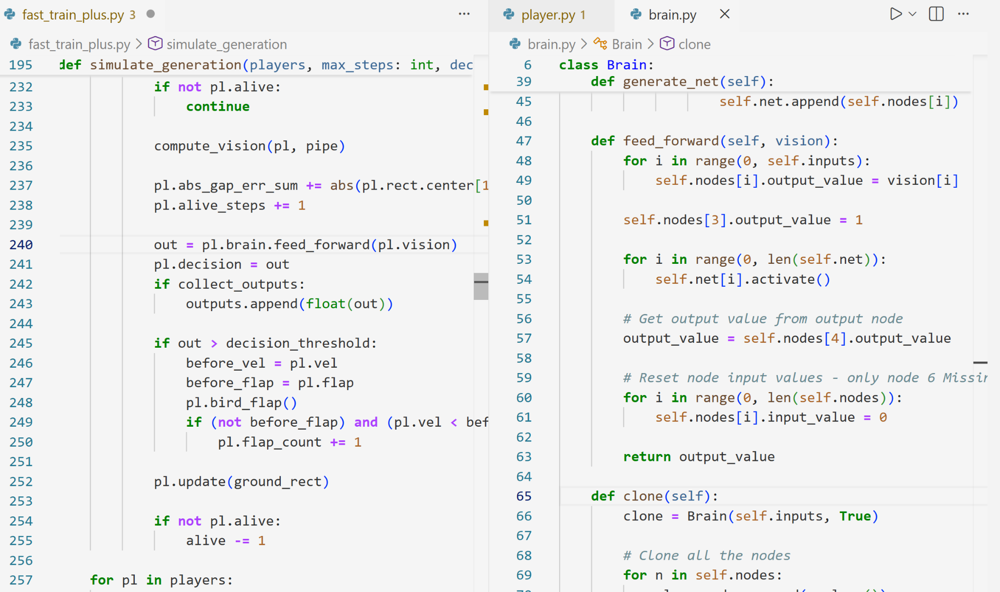 fast_train_plus.py 3
fast_train_plus.py > simulate_generation
195 def simulate_generation(players, max_steps: int, dec
232 if not pl.alive:
233 continue
234
235 compute_vision(pl, pipe)
236
237 pl.abs_gap_err_sum += abs(pl.rect.center[1
238 pl.alive_steps += 1
239
240 out = pl.brain.feed_forward(pl.vision)
241 pl.decision = out
242 if collect_outputs:
243 outputs.append(float(out))
244
245 if out > decision_threshold:
246 before_vel = pl.vel
247 before_flap = pl.flap
248 pl.bird_flap()
249 if (not before_flap) and (pl.vel < bef
250 pl.flap_count += 1
251
252 pl.update(ground_rect)
253
254 if not pl.alive:
255 alive -= 1
256
257 for pl in players:
player.py 1 brain.py
brain.py > Brain > clone
6 class Brain:
39 def generate_net(self):
45 self.net.append(self.nodes[i])
46
47 def feed_forward(self, vision):
48 for i in range(0, self.inputs):
49 self.nodes[i].output_value = vision[i]
50
51 self.nodes[3].output_value = 1
52
53 for i in range(0, len(self.net)):
54 self.net[i].activate()
55
56 # Get output value from output node
57 output_value = self.nodes[4].output_value
58
59 # Reset node input values - only node 6 Missin
60 for i in range(0, len(self.nodes)):
61 self.nodes[i].input_value = 0
62
63 return output_value
64
65 def clone(self):
66 clone = Brain(self.inputs, True)
67
68 # Clone all the nodes
69 for n in self.nodes: